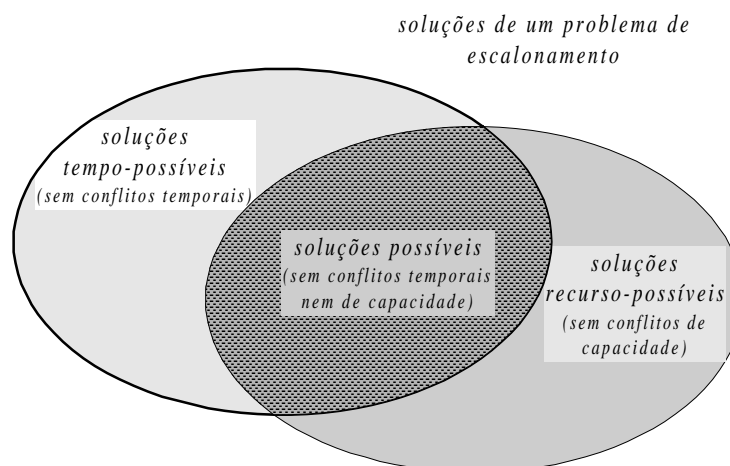 soluções de um problema de
escalonamento
soluções
tempo-possíveis
(sem conflitos temporais)
soluções possíveis
(sem conflitos temporais
nem de capacidade)
soluções
recurso-possíveis
(sem conflitos de
capacidade)